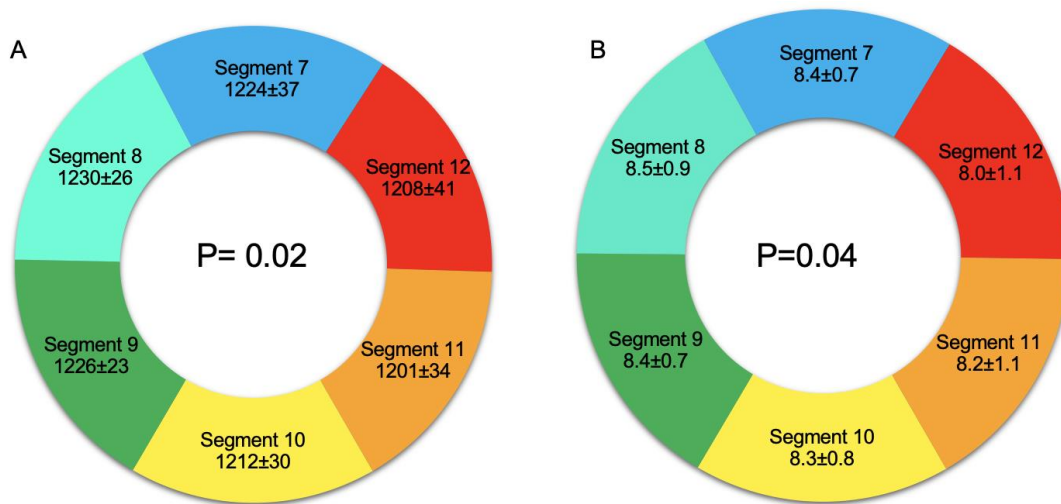 A
Segment 7
1224±37
Segment 8
1230±26
Segment 12
1208±41
P= 0.02
Segment 9
1226±23
Segment 11
1201±34
Segment 10
1212±30
B
Segment 7
8.4±0.7
Segment 8
8.5±0.9
Segment 12
8.0±1.1
P=0.04
Segment 9
8.4±0.7
Segment 11
8.2±1.1
Segment 10
8.3±0.8